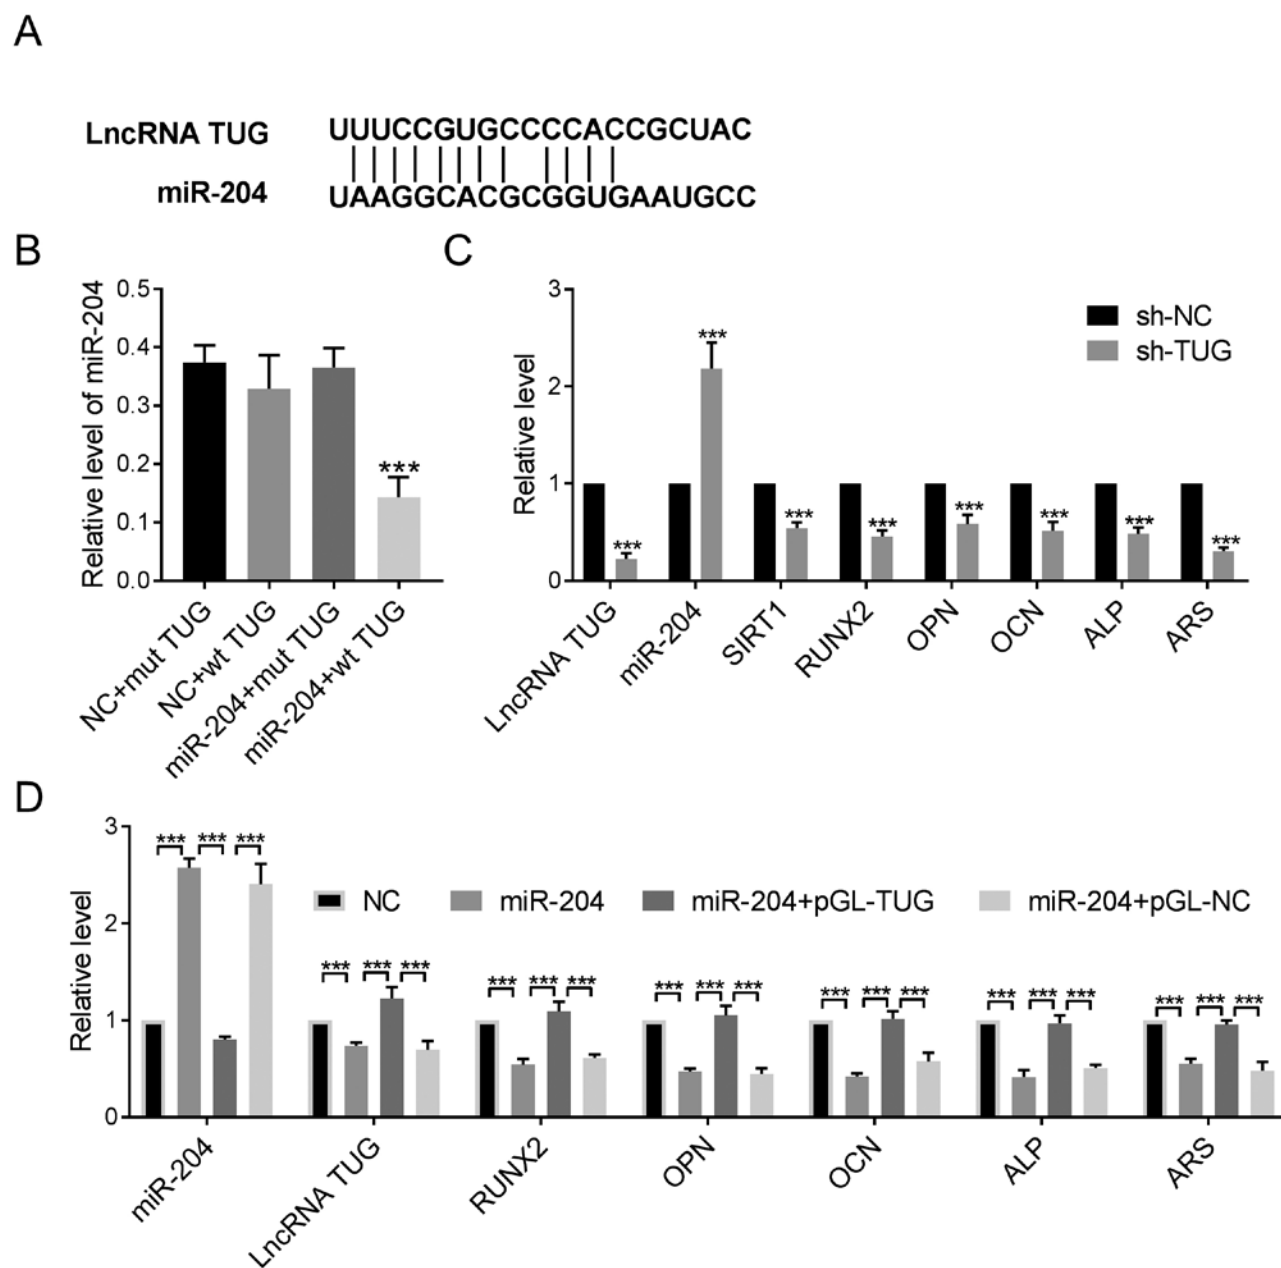 A
LncRNA TUG UUUCCGUGCCCCACCGCUAC
miR-204 UAAGGCACGCGGUGAAUGCC
B
Relative level of miR-204
0.5
0.4
0.3
0.2
0.1
0.0
***
NC+mut TUG
NC+wt TUG
miR-204+mut TUG
miR-204+wt TUG
C
Relative level
3
2
1
0
sh-NC
sh-TUG
*** *** *** *** *** *** *** ***
LncRNA TUG
miR-204
SIRT1
RUNX2
OPN
OCN
ALP
ARS
D
Relative level
3
2
1
0
NC miR-204 miR-204+pGL-TUG miR-204+pGL-NC
*** *** ***
*** *** ***
*** *** ***
*** *** ***
*** *** ***
*** *** ***
*** *** ***
miR-204
LncRNA TUG
RUNX2
OPN
OCN
ALP
ARS